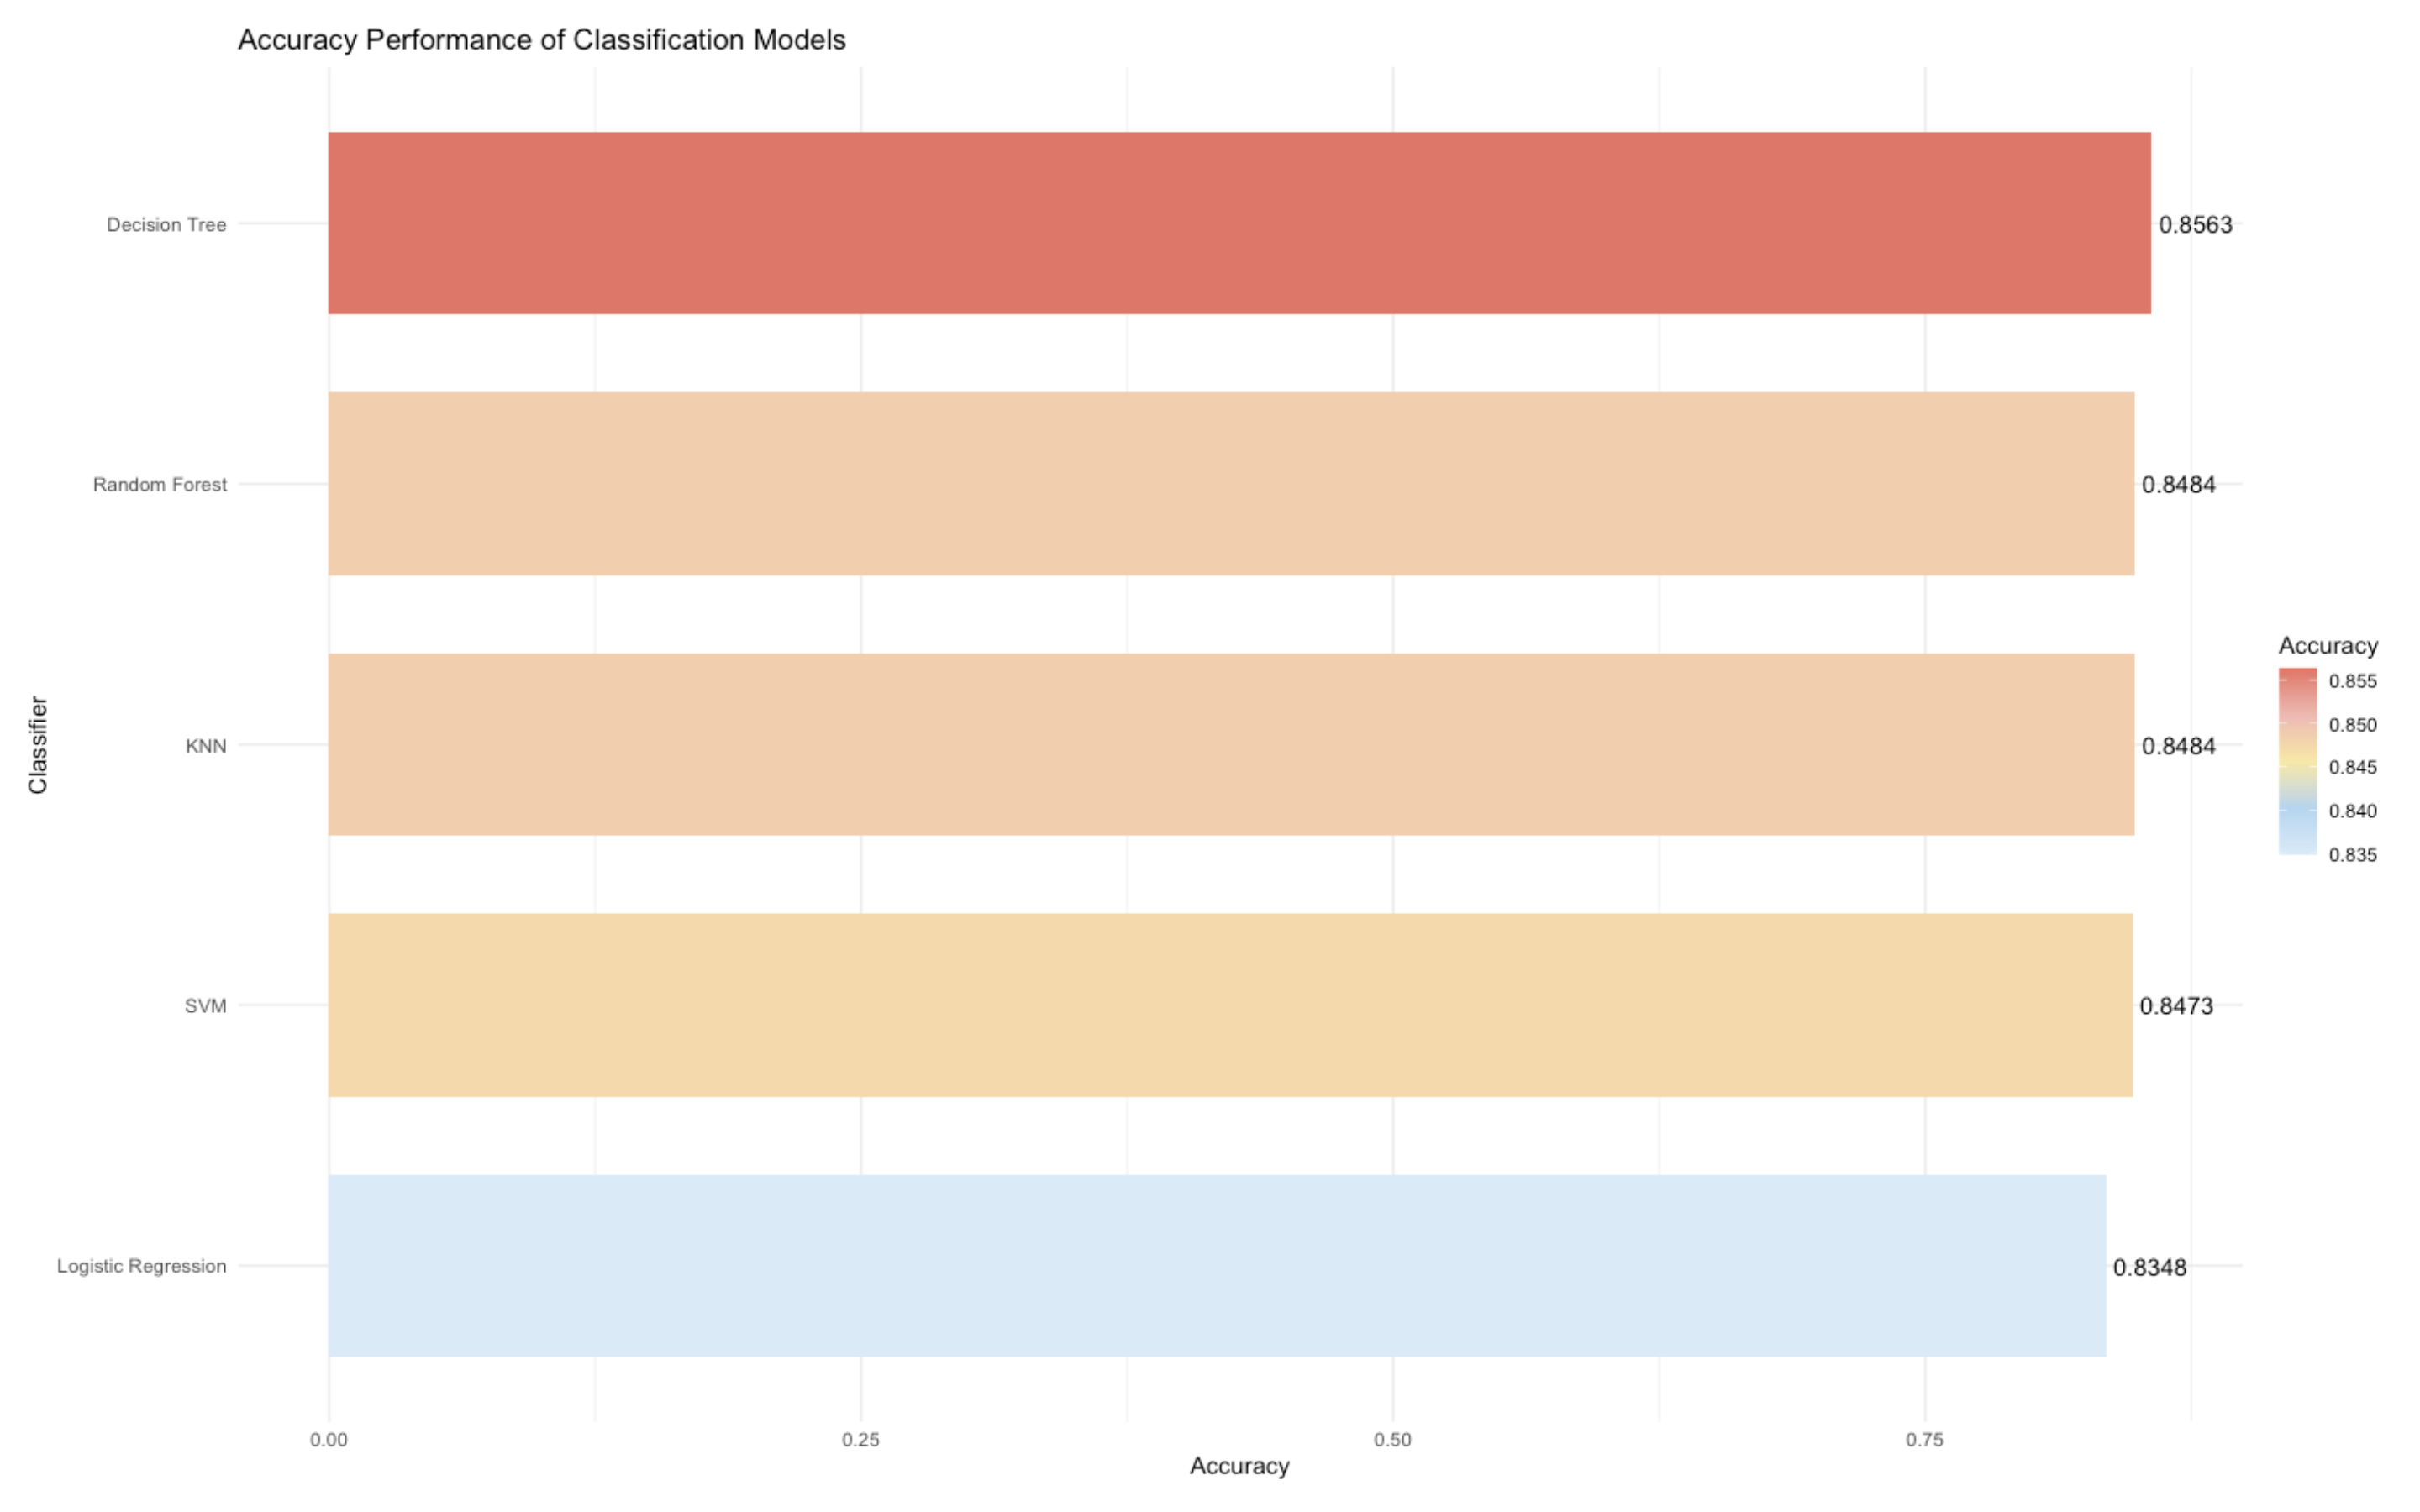 Accuracy Performance of Classification Models
Decision Tree
0.8563
Random Forest
0.8484
KNN
0.8484
SVM
0.8473
Logistic Regression
0.8348
Classifier
0.00
0.25
0.50
0.75
Accuracy
Accuracy
0.855
0.850
0.845
0.840
0.835